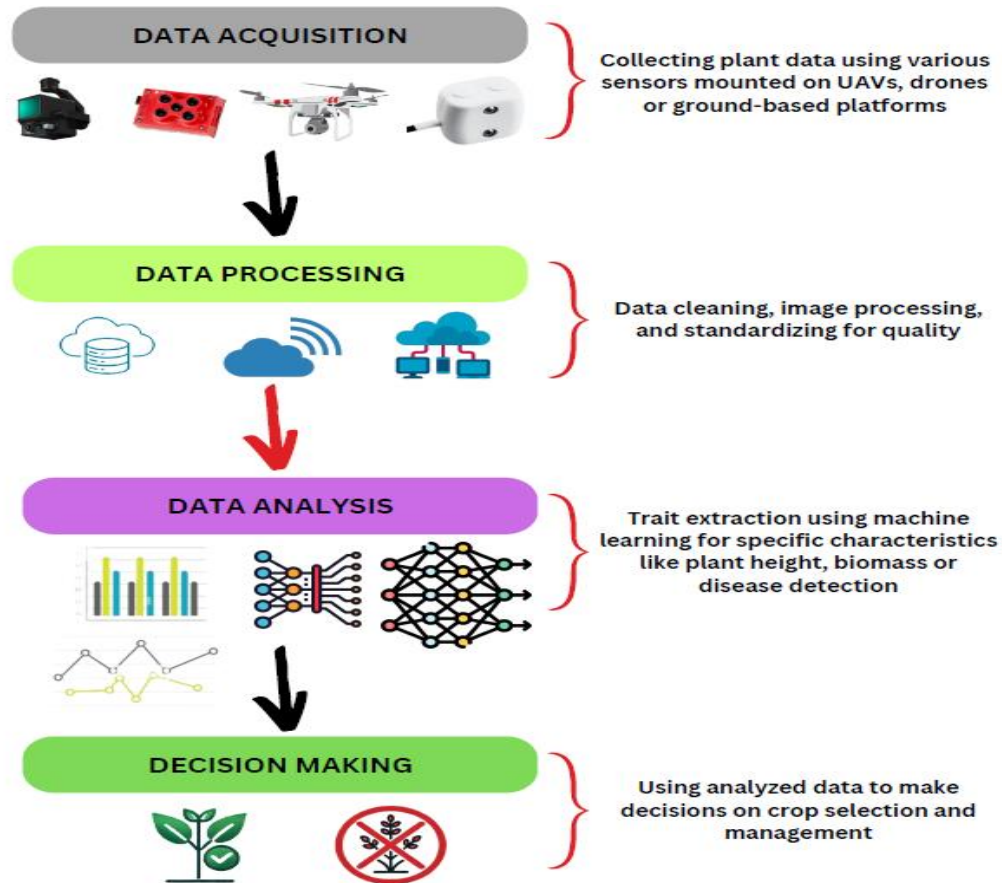 DATA ACQUISITION
Collecting plant data using various
sensors mounted on UAVs, drones
or ground-based platforms
DATA PROCESSING
Data cleaning, image processing,
and standardizing for quality
DATA ANALYSIS
Trait extraction using machine
learning for specific characteristics
like plant height, biomass or
disease detection
DECISION MAKING
Using analyzed data to make
decisions on crop selection and
management